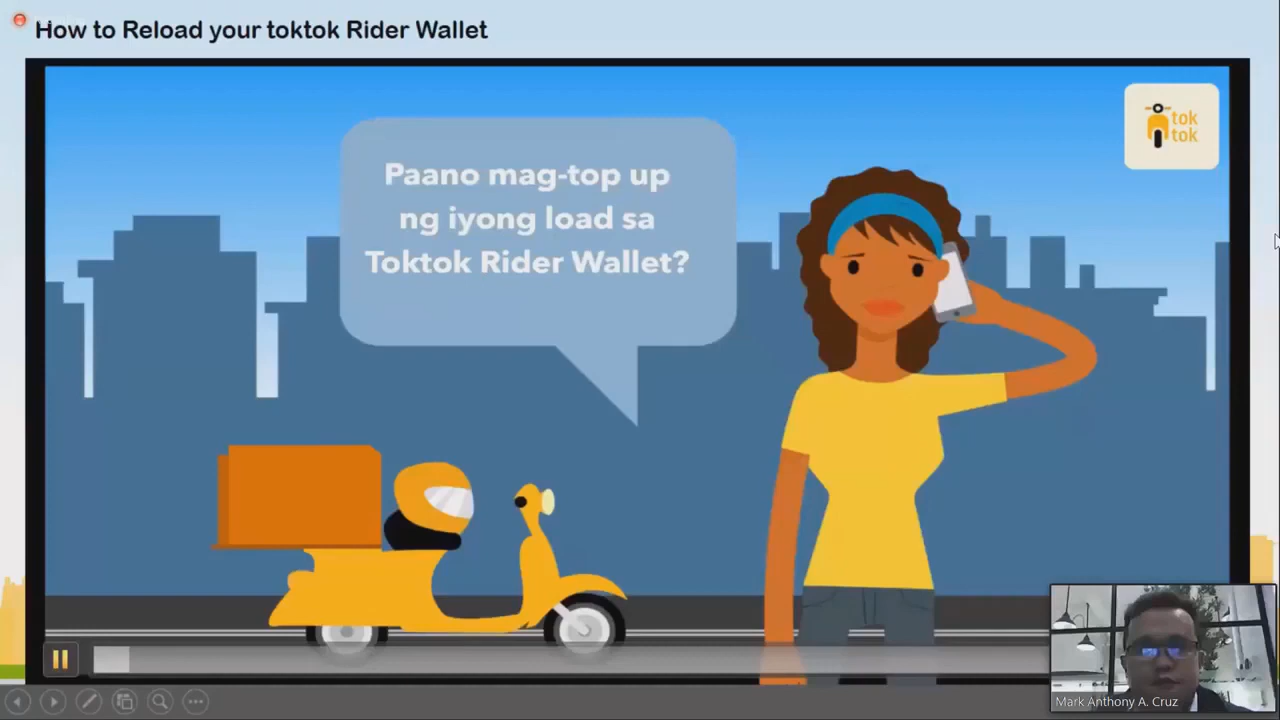 How to Reload your toktok Rider Wallet
tok
tok
Paano mag-top up
ng iyong load sa
Toktok Rider Wallet?
Mark Anthony A. Cruz